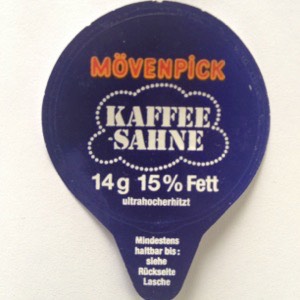 MÖVENPICK
KAFFEE
SAHNE
14 g 15% Fett
ultrahocherhitzt
Mindestens
haltbar bis:
siehe
Rückseite
Lasche